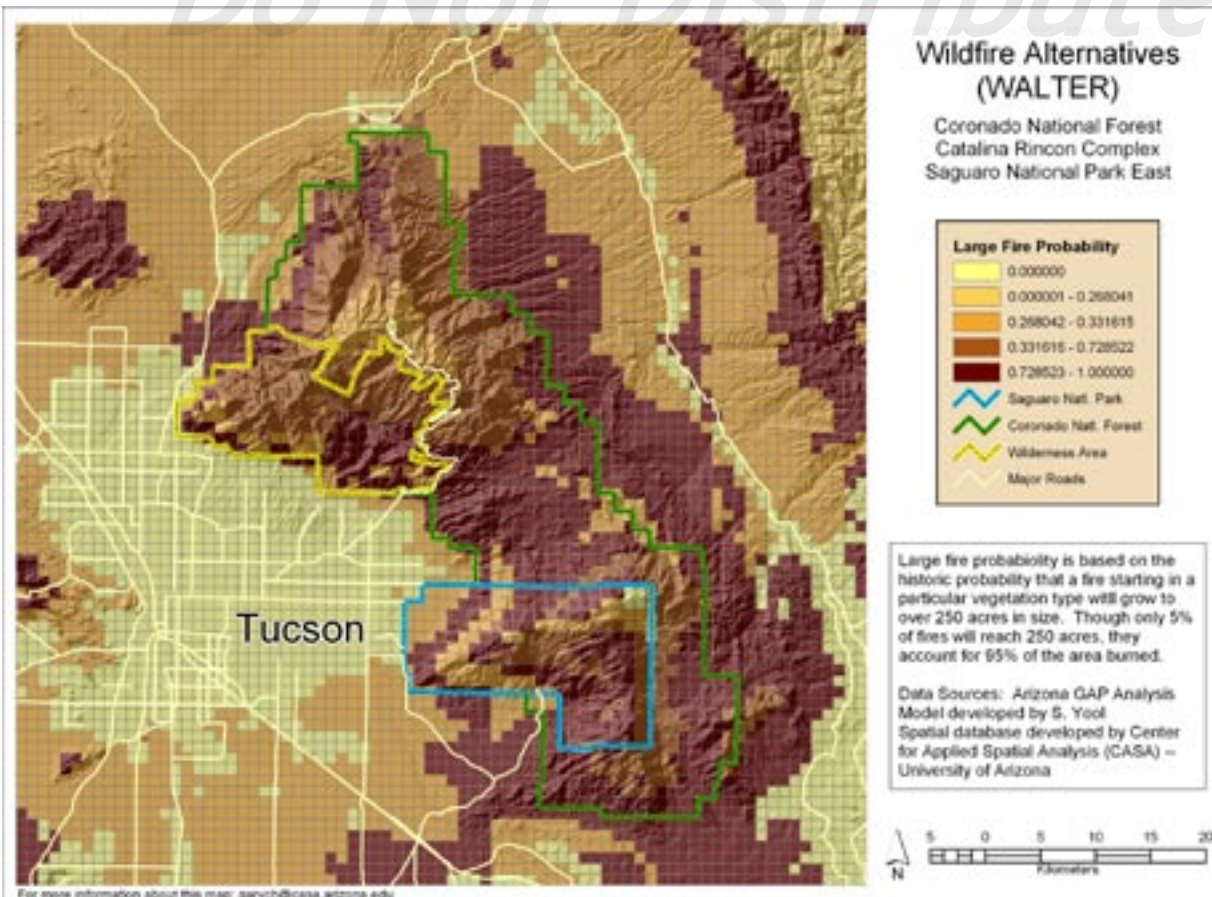 Do Not Distribute
Wildfire Alternatives
(WALTER)
Coronado National Forest
Catalina Rincon Complex
Saguaro National Park East
Large Fire Probability
0.000000
0.000001 - 0.268041
0.268042 - 0.331615
0.331616 - 0.728522
0.728523 - 1.000000
Saguaro Natl. Park
Coronado Natl. Forest
Wilderness Area
Major Roads
Tucson
Large fire probabiolity is based on the
historic probability that a fire starting in a
particular vegetation type witll grow to
over 250 acres in size. Though only 5%
of fires will reach 250 acres, they
account for 95% of the area burned.
Data Sources: Arizona GAP Analysis
Model developed by S. Yool
Spatial database developed by Center
for Applied Spatial Analysis (CASA) --
University of Arizona
N
5 0 5 10 15 20
Kilometers
For more information about this map: